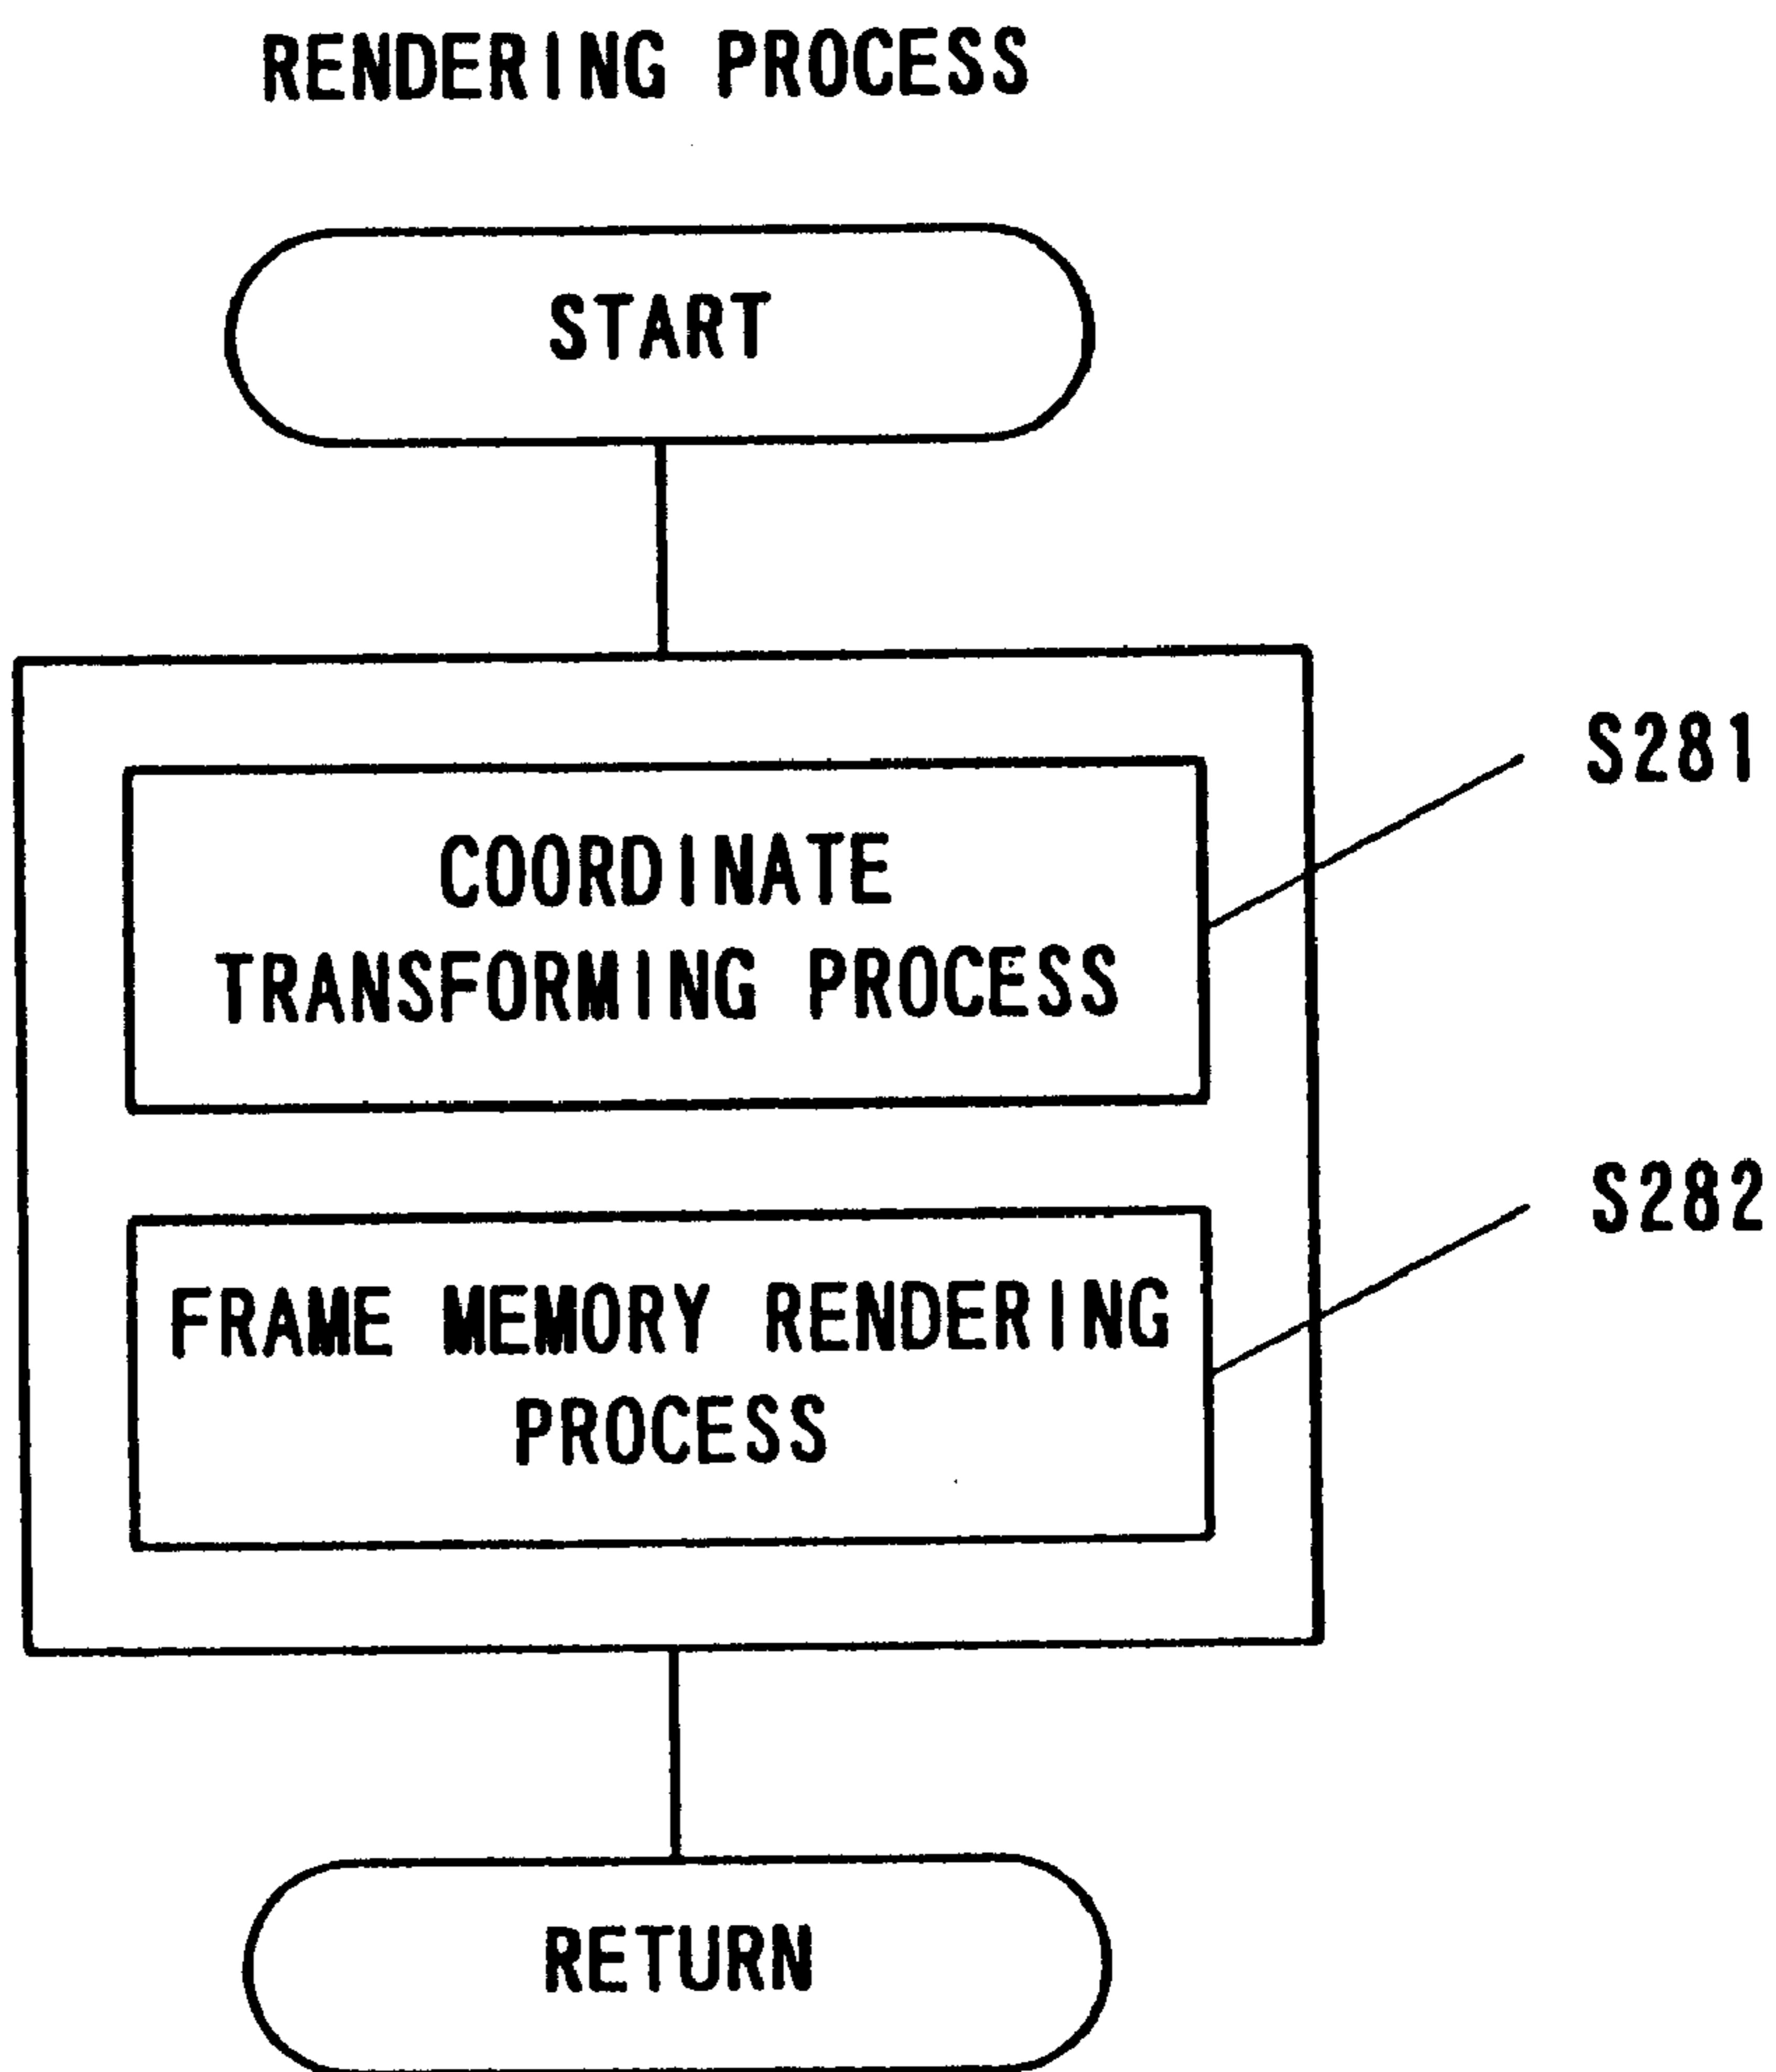 RENDERING PROCESS
START
S281
COORDINATE
TRANSFORMING PROCESS
S282
FRAME MEMORY RENDERING
PROCESS
RETURN